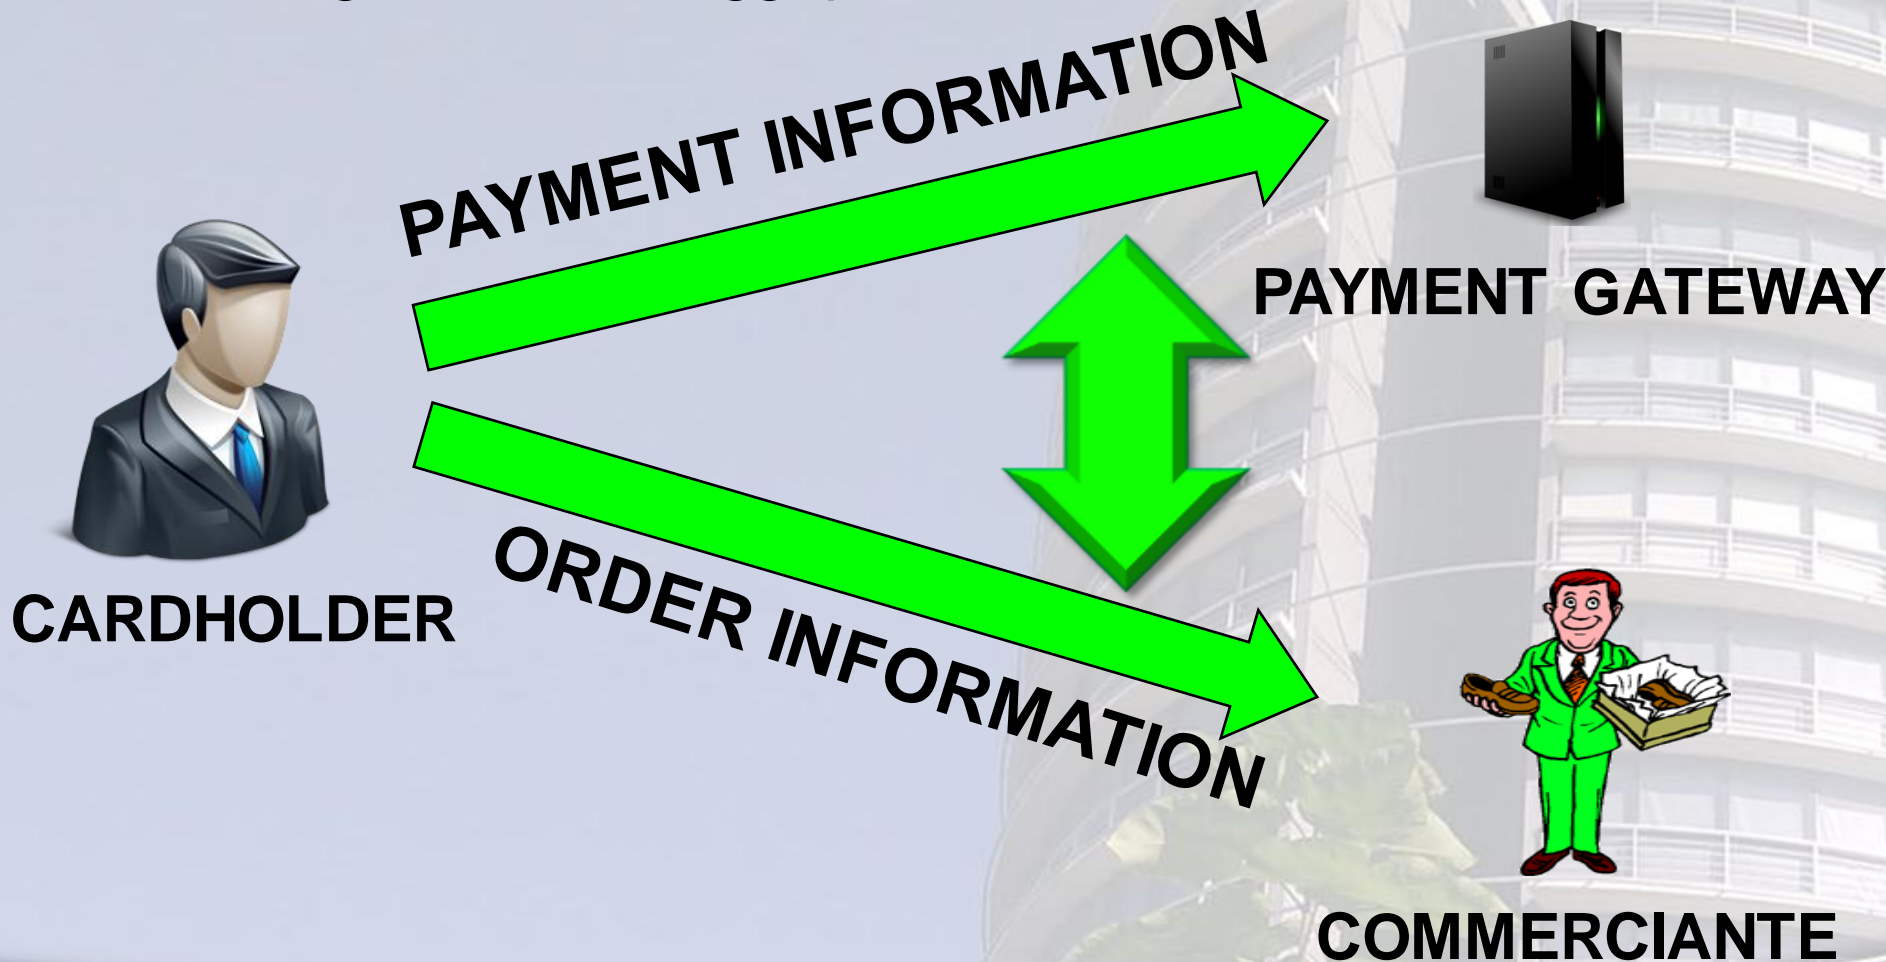 PAYMENT INFORMATION
PAYMENT GATEWAY
CARDHOLDER
ORDER INFORMATION
COMMERCIANTE